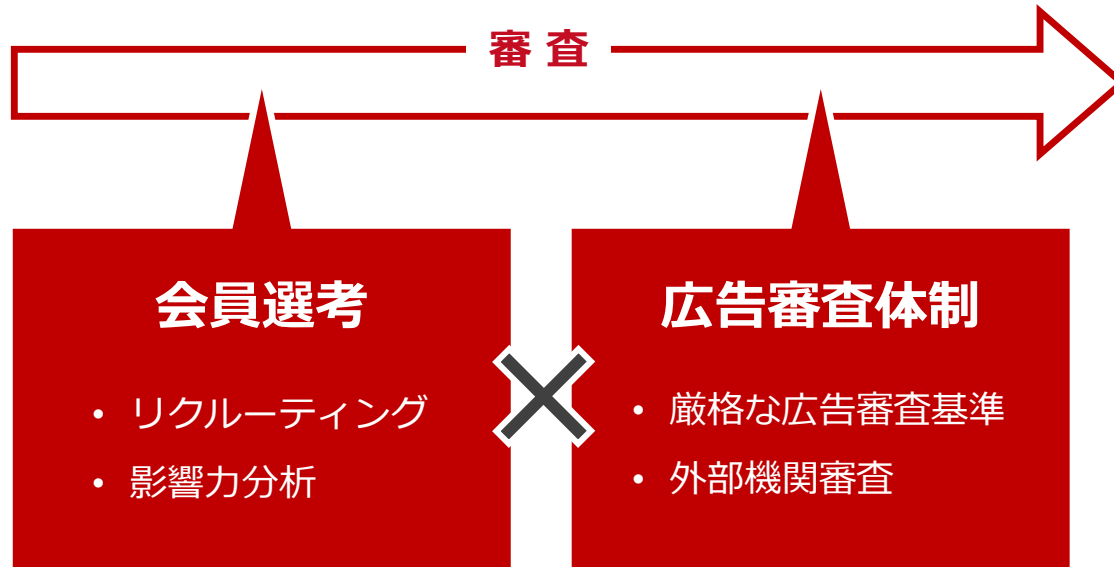 審査
会員選考
• リクルーティング
• 影響力分析
広告審査体制
• 厳格な広告審査基準
• 外部機関審査